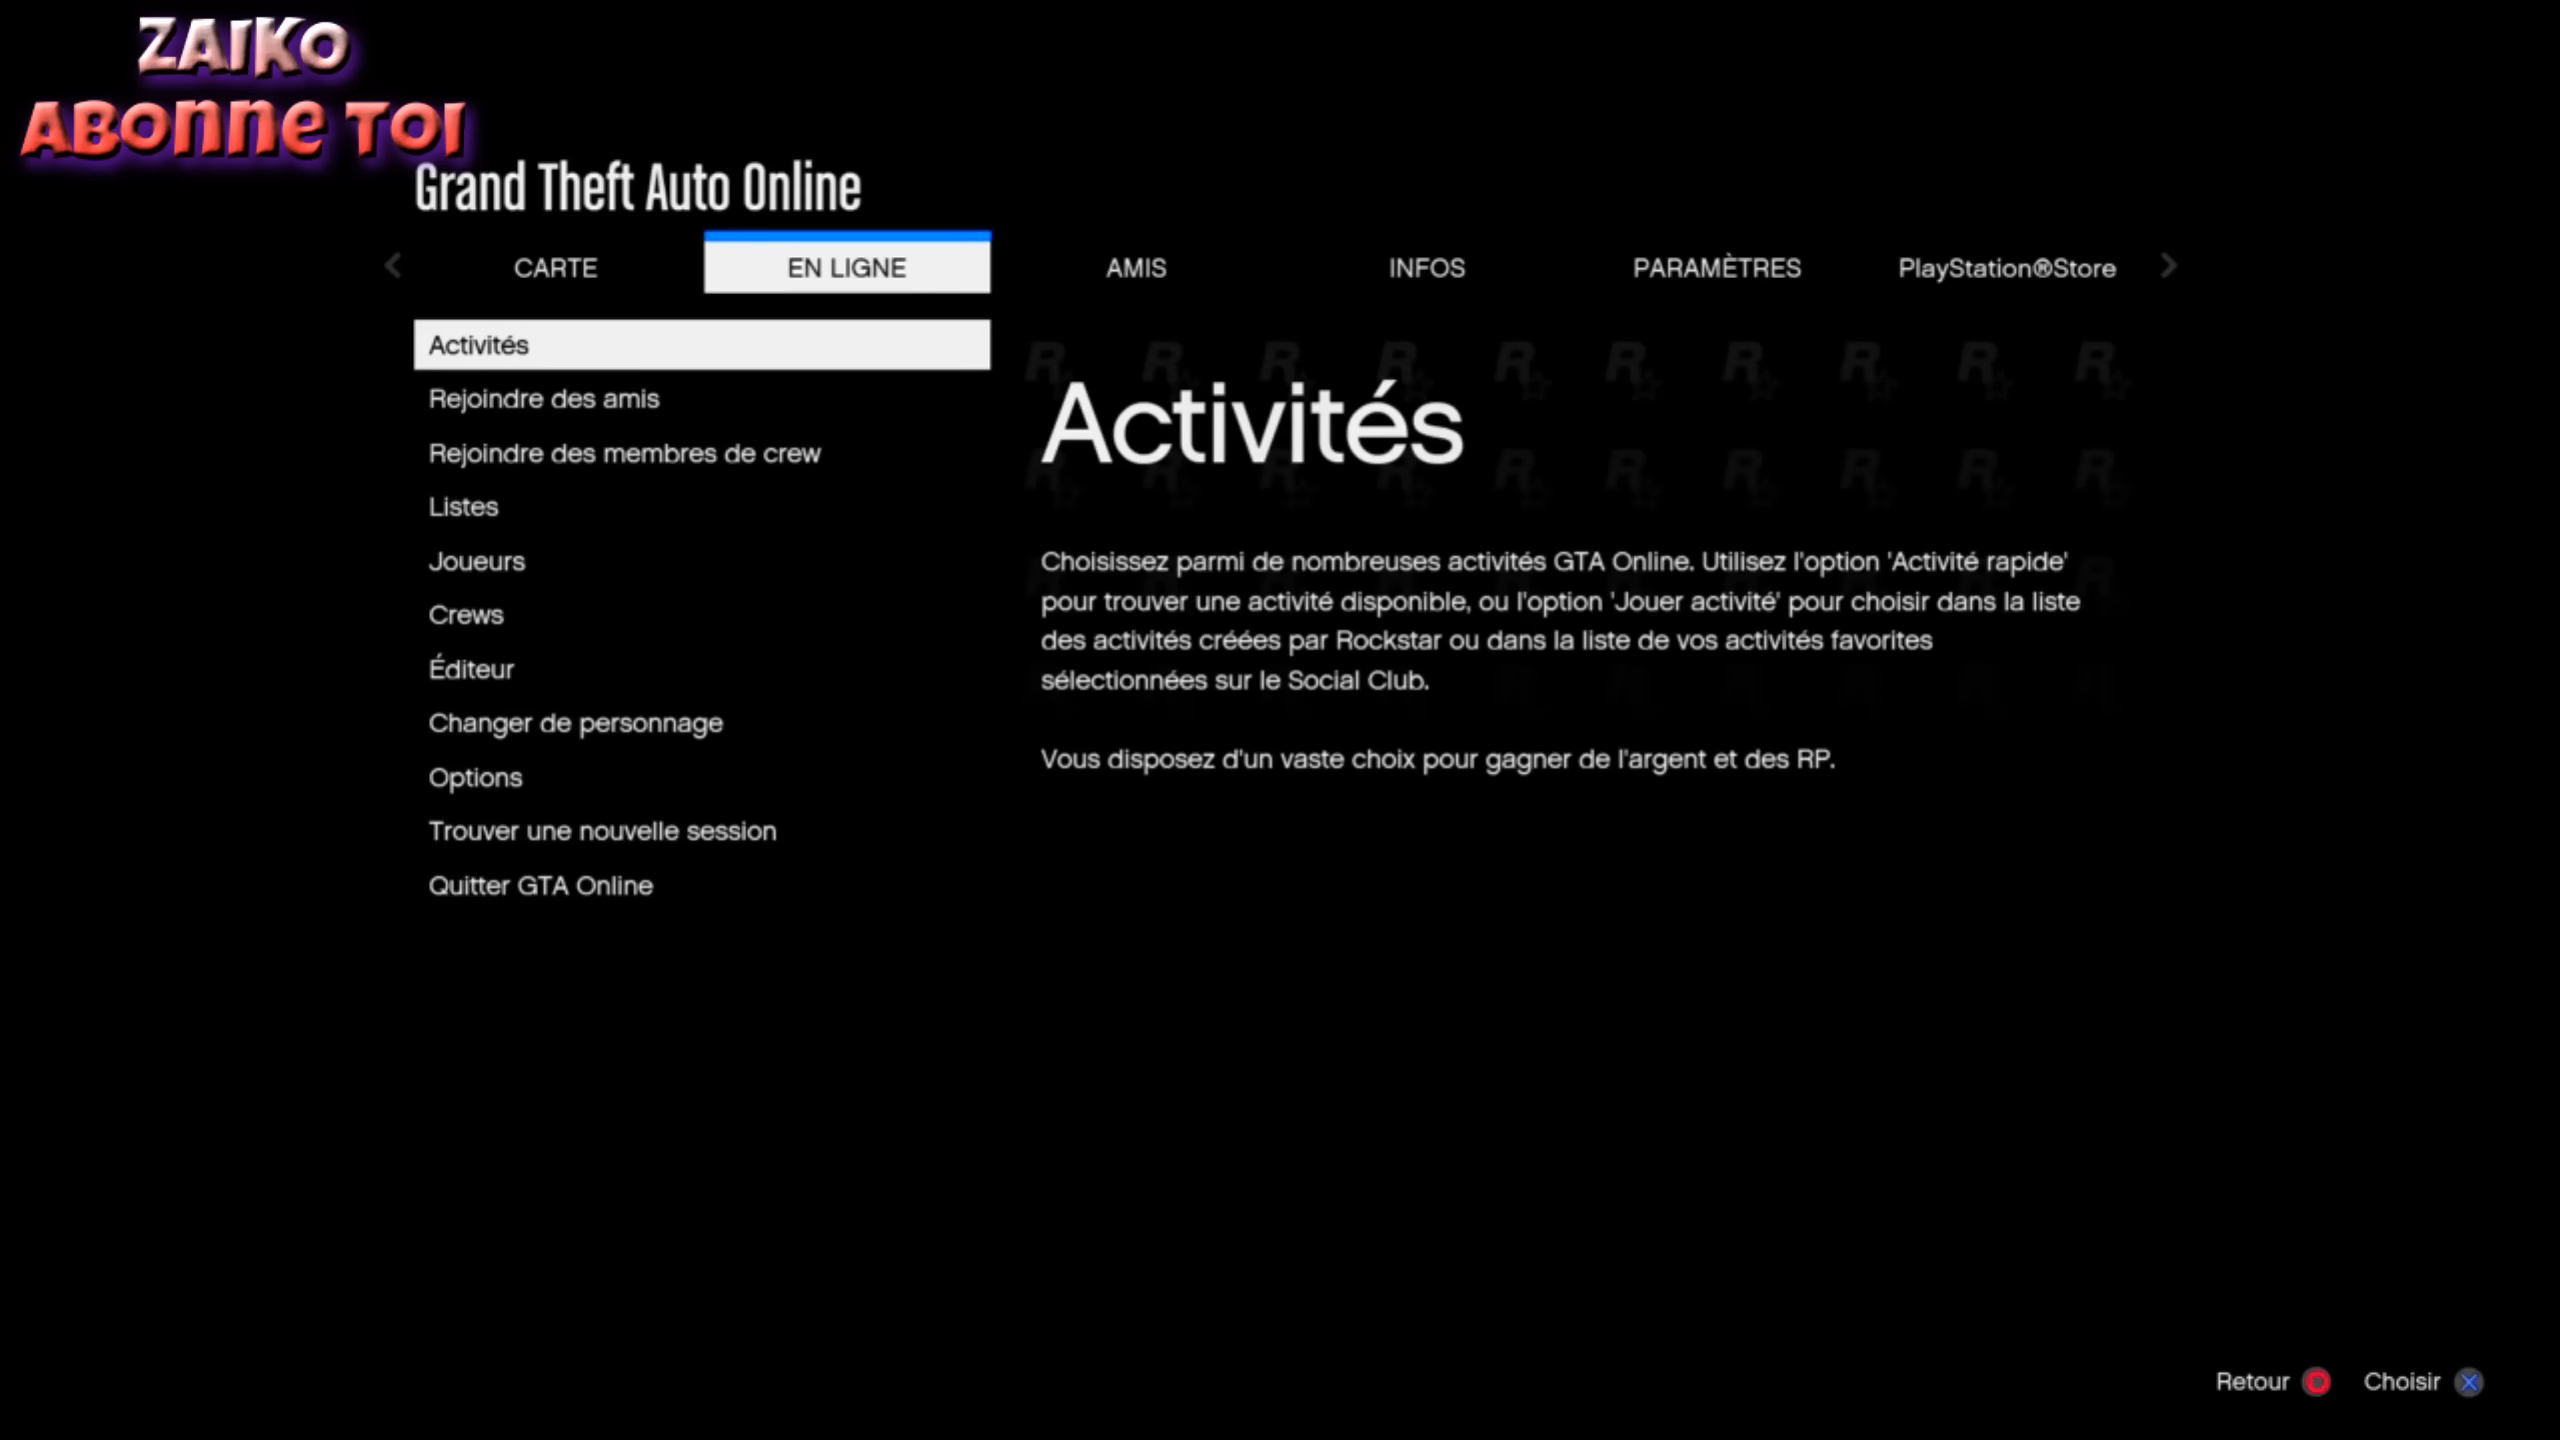 ZAIKO
ABONNE TOI
Grand Theft Auto Online
CARTE
EN LIGNE
AMIS
INFOS
PARAMÈTRES
PlayStation®Store
Activités
Rejoindre des amis
Rejoindre des membres de crew
Listes
Joueurs
Crews
Éditeur
Changer de personnage
Options
Trouver une nouvelle session
Quitter GTA Online
Activités
Choisissez parmi de nombreuses activités GTA Online. Utilisez l'option 'Activité rapide'
pour trouver une activité disponible, ou l'option 'Jouer activité' pour choisir dans la liste
des activités créées par Rockstar ou dans la liste de vos activités favorites
sélectionnées sur le Social Club.
Vous disposez d'un vaste choix pour gagner de l'argent et des RP.
Retour
Choisir